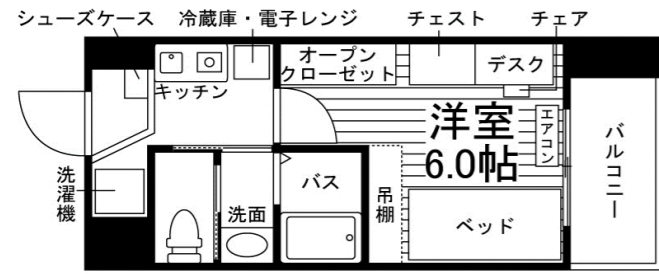 シューズケース
冷蔵庫・電子レンジ
チェスト
チェア
オープン
クローゼット
デスク
キッチン
洋室
6.0帖
エアコン
バルコニー
洗濯機
洗面
バス
吊棚
ベッド